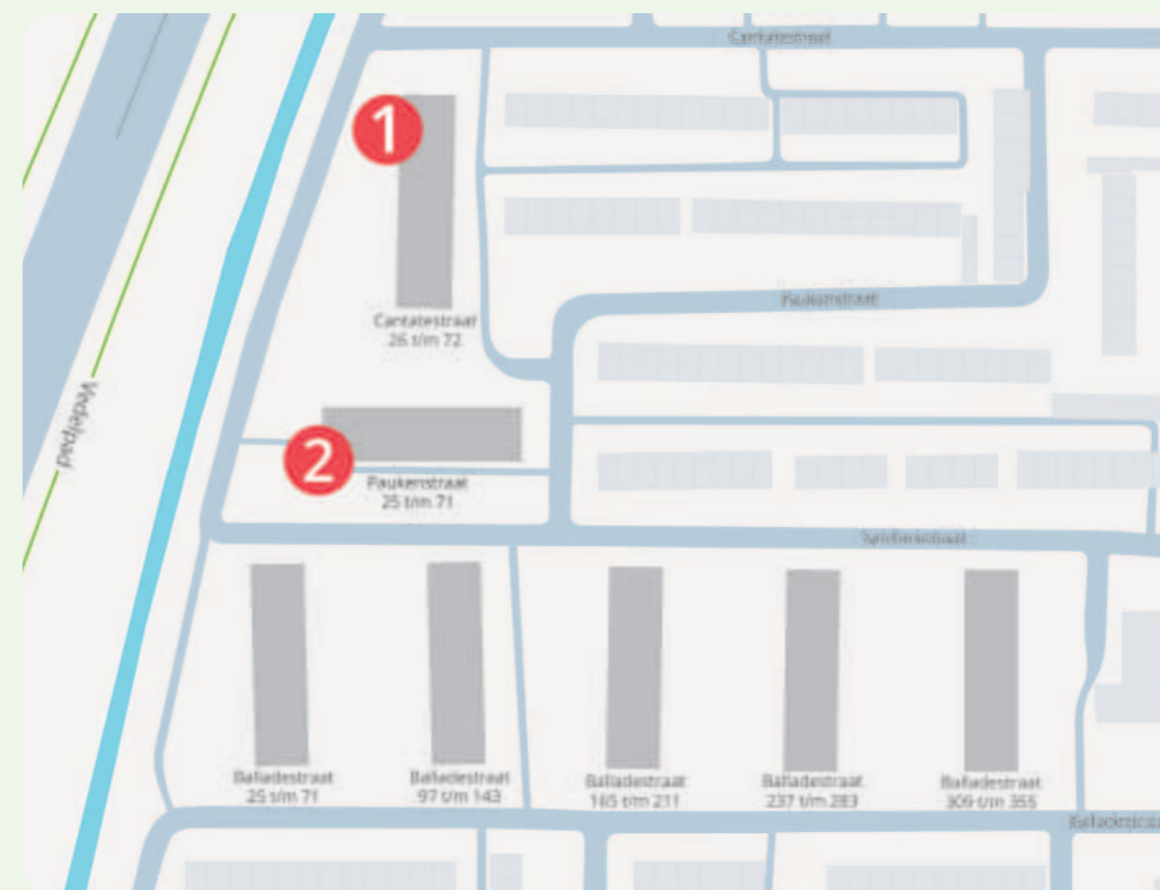 Cantatestraat
1
Paukenstraat
Cantatestraat
26 t/m 72
Vedelpad
2
Paukenstraat
25 t/m 71
Symfoniestraat
Balladestraat
25 t/m 71
Balladestraat
97 t/m 143
Balladestraat
165 t/m 211
Balladestraat
237 t/m 283
Balladestraat
309 t/m 355
Balladestraa